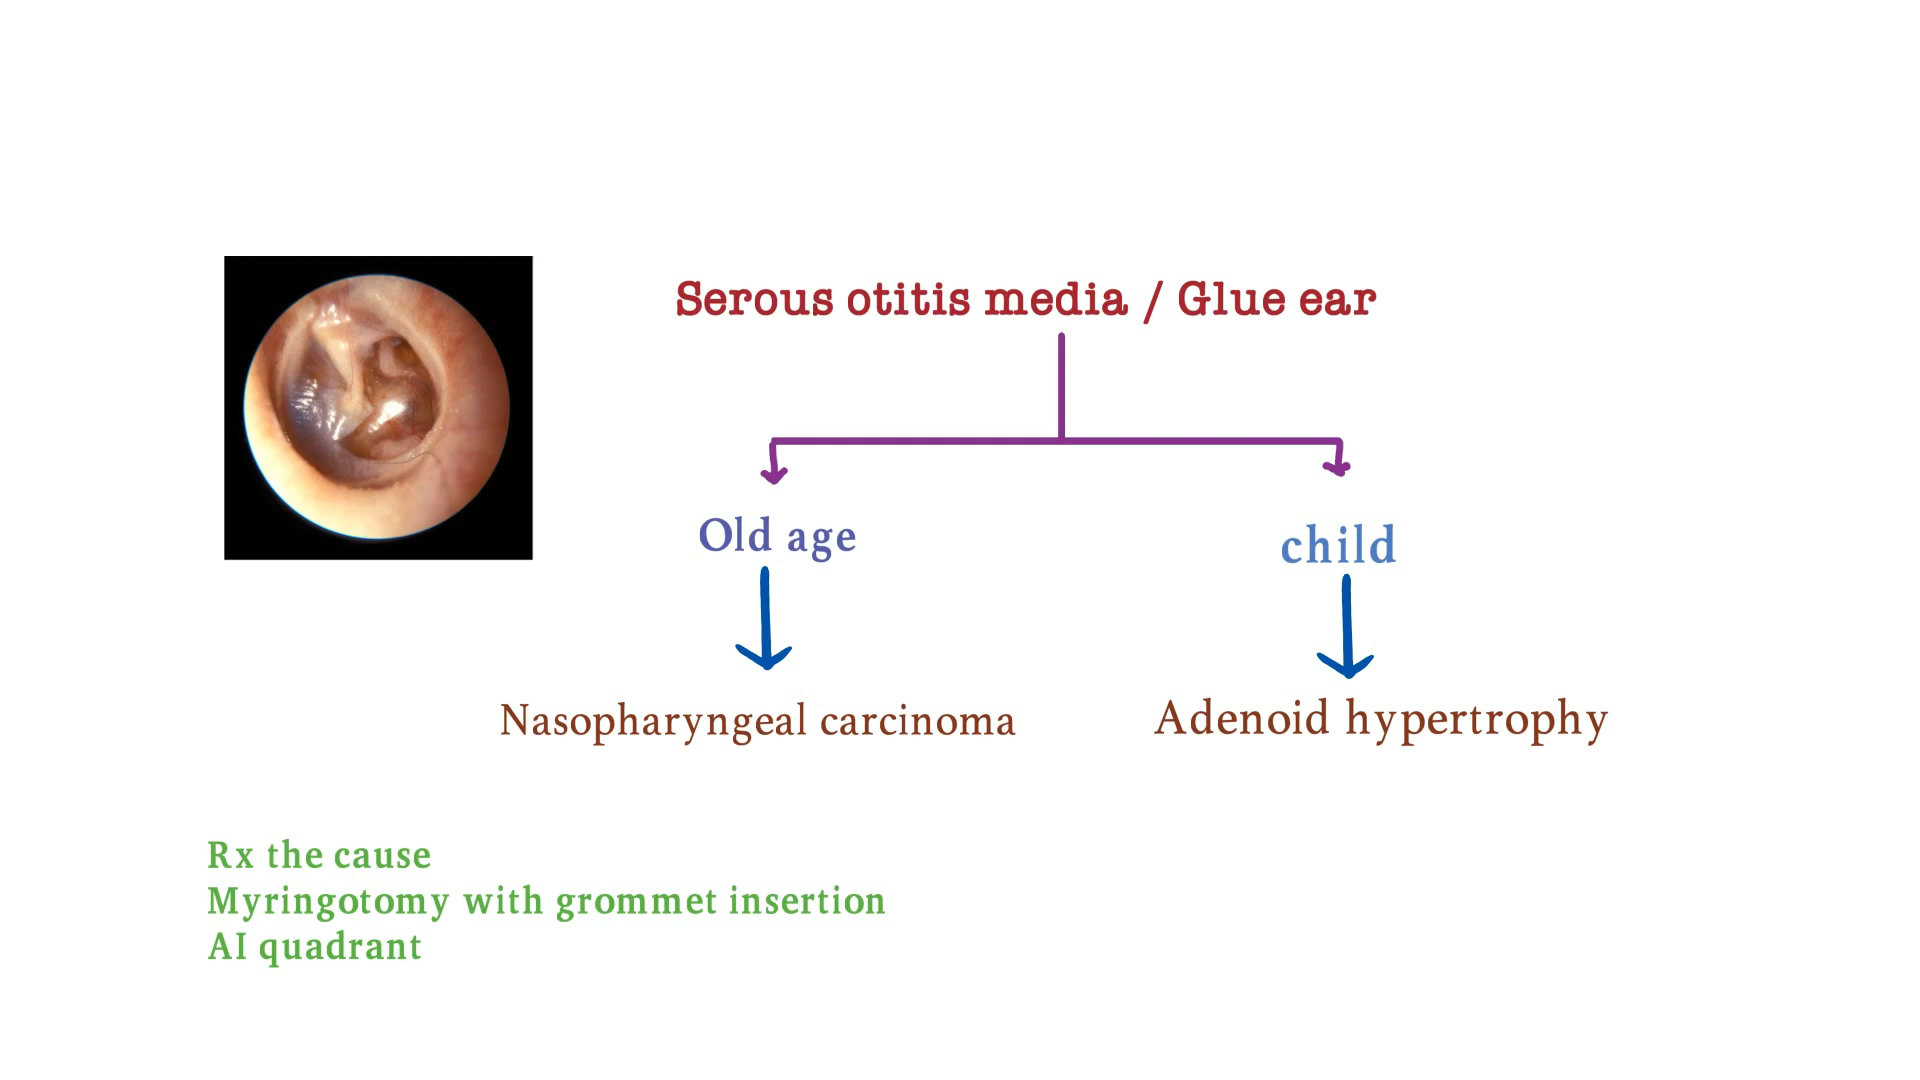 Serous otitis media / Glue ear
Old age
child
Nasopharyngeal carcinoma
Adenoid hypertrophy
Rx the cause
Myringotomy with grommet insertion
AI quadrant